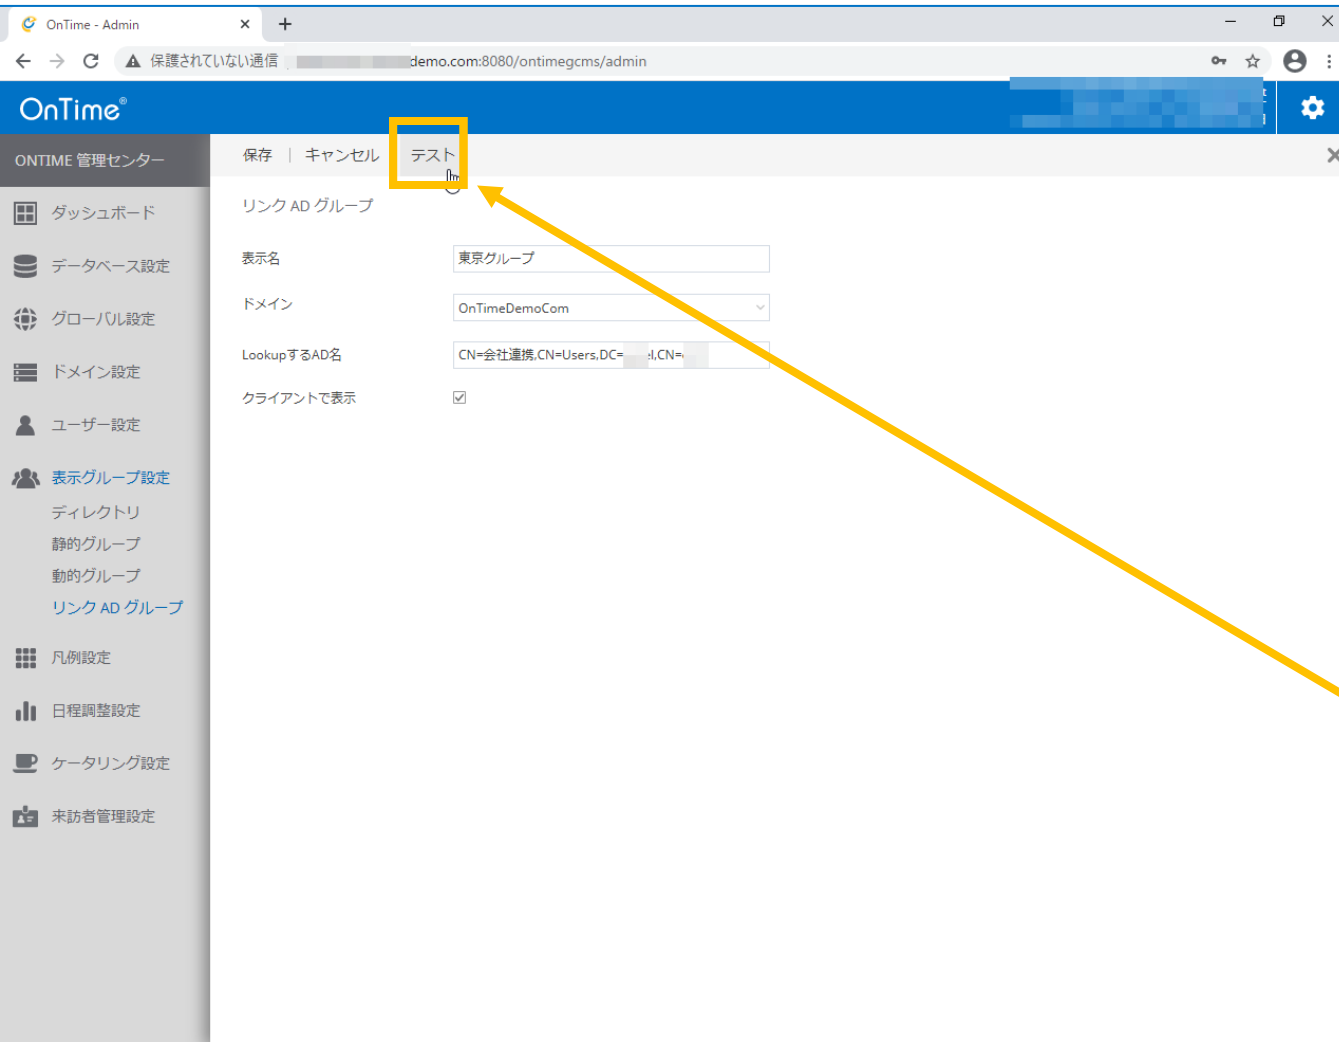 OnTime - Admin
保護されていない通信
demo.com:8080/ontimegcms/admin
OnTime®
ONTIME 管理センター
保存 | キャンセル テスト
ダッシュボード
データベース設定
グローバル設定
ドメイン設定
ユーザー設定
表示グループ設定
ディレクトリ
静的グループ
動的グループ
リンク AD グループ
凡例設定
日程調整設定
ケータリング設定
来訪者管理設定
リンク AD グループ
表示名 東京グループ
ドメイン OnTimeDemoCom
LookupするAD名 CN=会社連携,CN=Users,DC= l,CN=
クライアントで表示